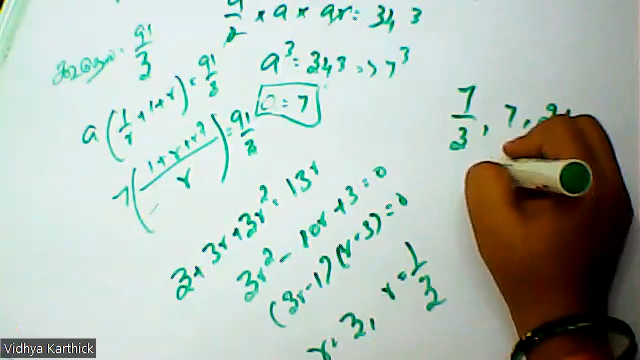 a/r × a × ar = 343
கூடுதல் = 91/3
a³ = 343 => 7³
a(1/r + 1 + r) = 91/3
a = 7
7((1 + r + r²)/r) = 91/3
7/3, 7, 21
3 + 3r + 3r² = 13r
3r² - 10r + 3 = 0
(3r-1)(r-3) = 0
r = 3, r = 1/3
Vidhya Karthick